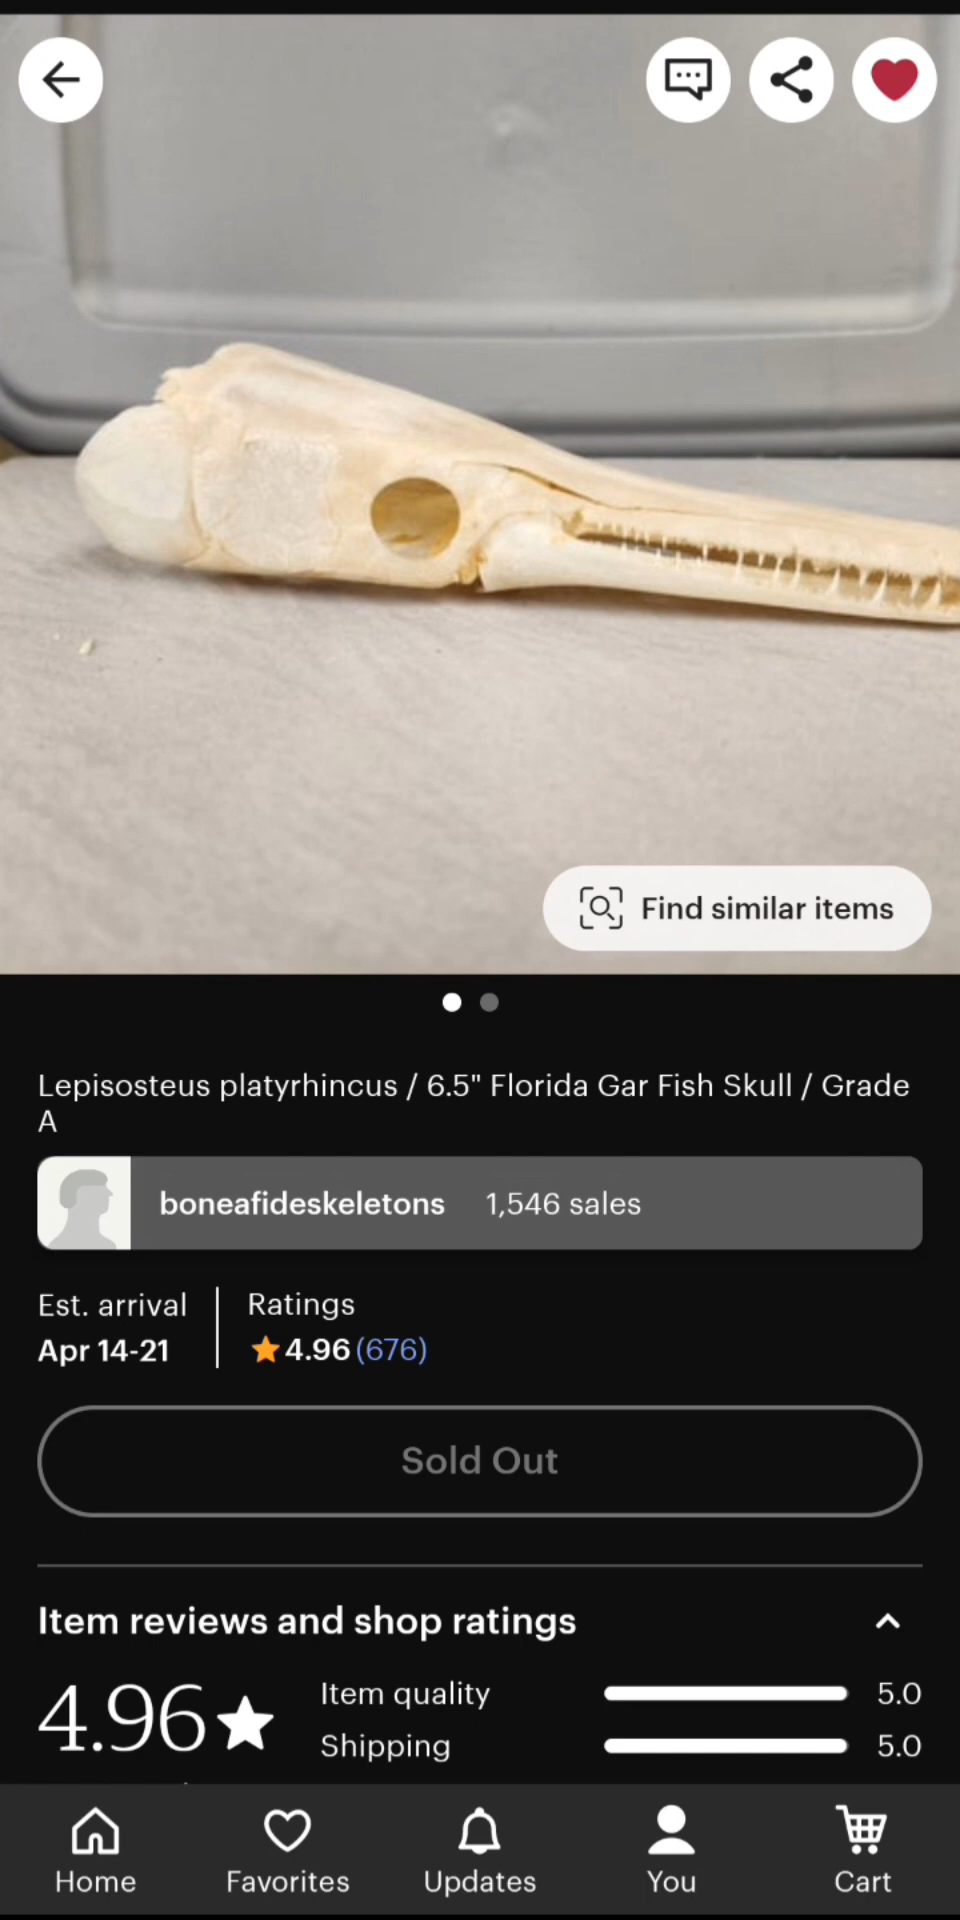 Find similar items
Lepisosteus platyrhincus / 6.5" Florida Gar Fish Skull / Grade
A
boneafideskeletons 1,546 sales
Est. arrival
Apr 14-21
Ratings
4.96 (676)
Sold Out
Item reviews and shop ratings
4.96
Item quality 5.0
Shipping 5.0
Home Favorites Updates You Cart